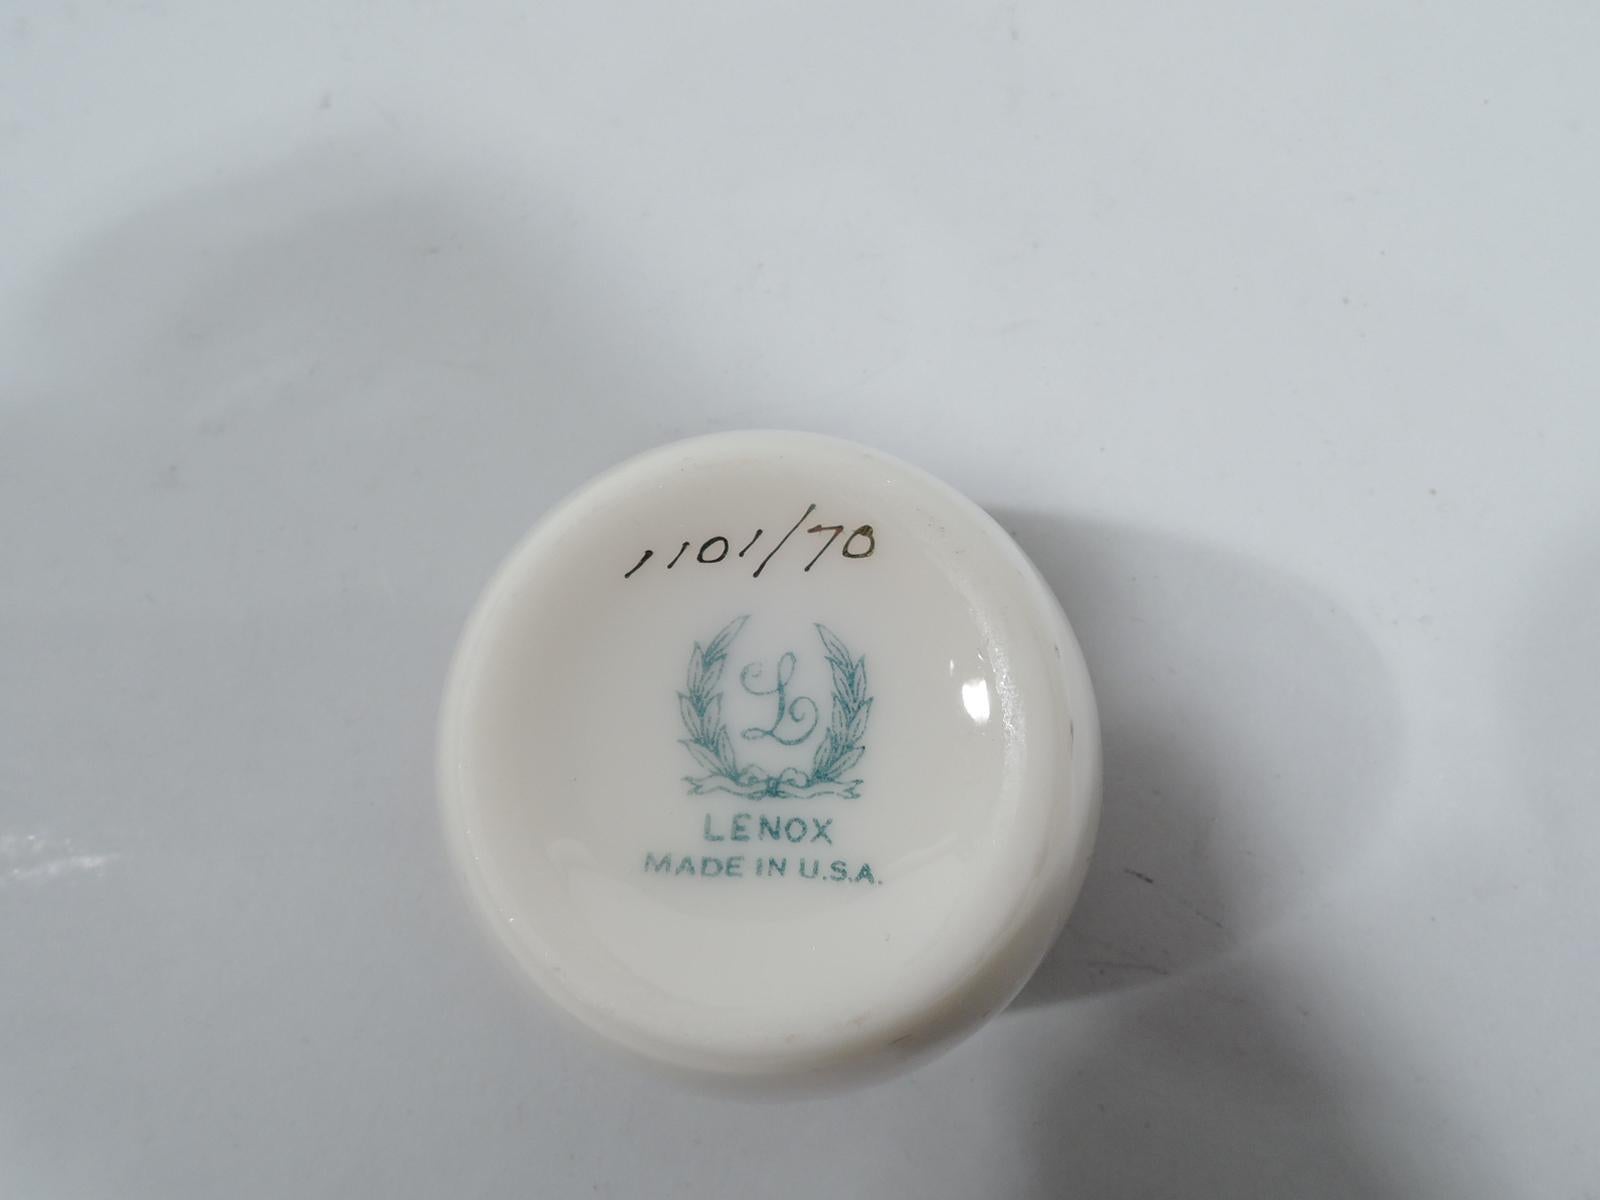 1101/70
L
LENOX
MADE IN U.S.A.